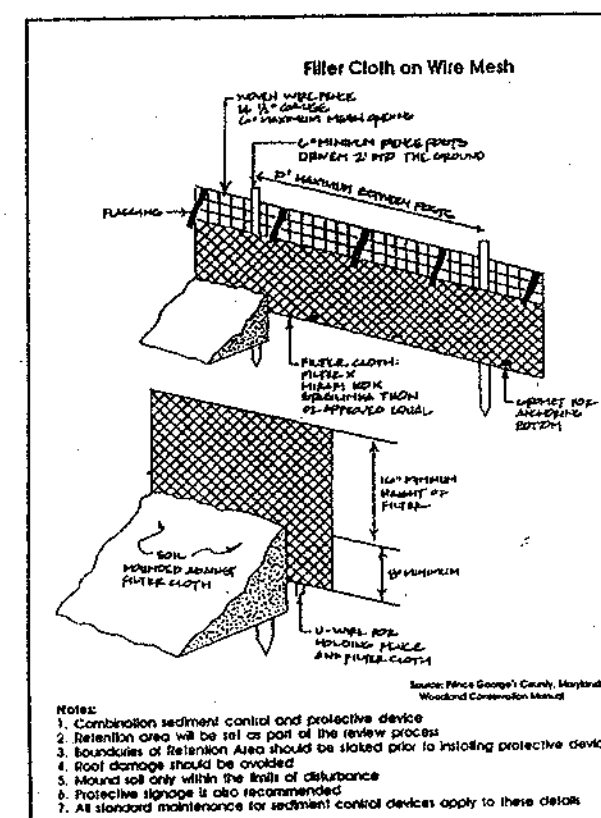 Filter Cloth on Wire Mesh
WOVEN WIRE FENCE
14 ½" GAUGE
6" MAXIMUM MESH OPENING
6" MINIMUM FENCE POSTS
DRIVEN 2' INTO THE GROUND
MAXIMUM BETWEEN POSTS
FLAGGING
FILTER CLOTH:
FILTER X
MIRAFI
OR APPROVED EQUAL
GROMET FOR
ANCHORING
BOTTOM
16" MINIMUM
HEIGHT OF
FILTER
8" MINIMUM
SOIL
MOUNDED AGAINST
FILTER CLOTH
U-WIRE FOR
HOLDING FENCE
AND FILTER CLOTH
Source: Prince George's County, Maryland
Woodland Conservation Manual
Notes:
1. Combination sediment control and protective device
2. Retention area will be set as part of the review process
3. Boundaries of Retention Area should be staked prior to installing protective devic
4. Root damage should be avoided
5. Mound soil only within the limits of disturbance
6. Protective signage is also recommended
7. All standard maintenance for sediment control devices apply to these details